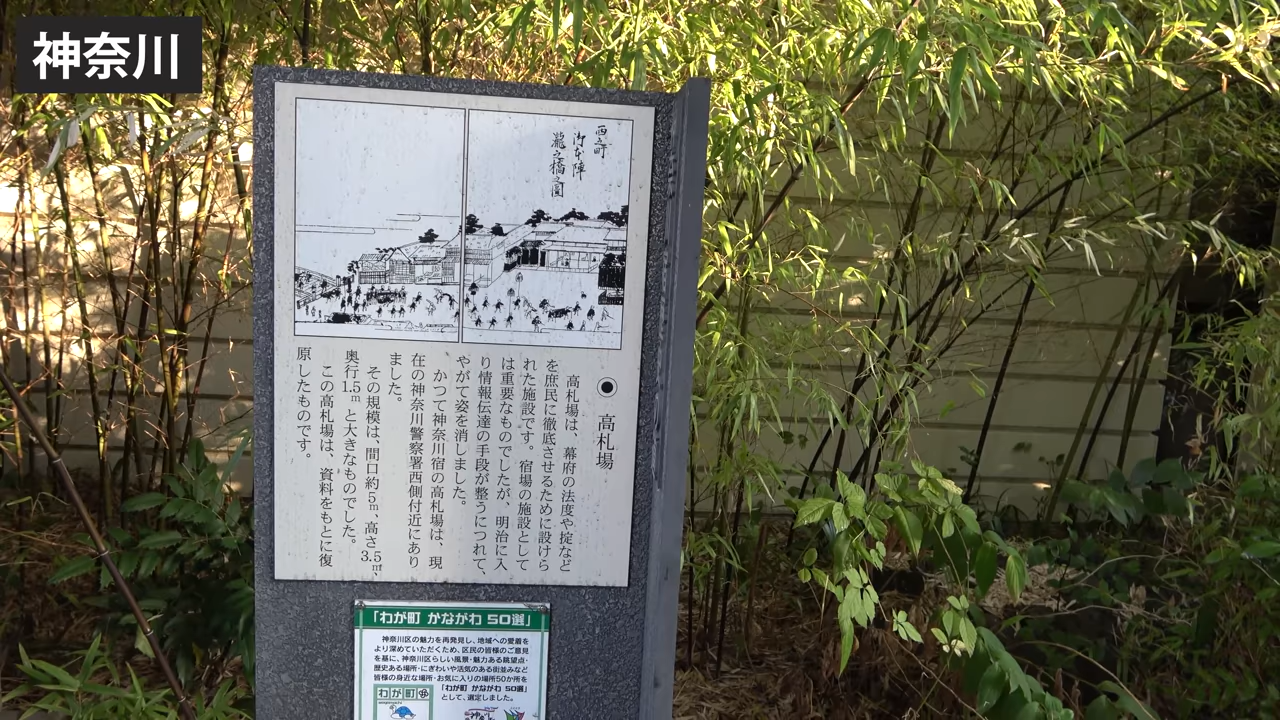 神奈川
西之町
御本陣
瀧之橋之圖
● 高札場
高札場は、幕府の法度や掟など
を庶民に徹底させるために設けら
れた施設です。宿場の施設として
は重要なものでしたが、明治に入
り情報伝達の手段が整うにつれて、
やがて姿を消しました。
かつて神奈川宿の高札場は、現
在の神奈川警察署西側付近にあり
ました。
その規模は、間口約5m、高さ3.5m、
奥行1.5mと大きなものでした。
この高札場は、資料をもとに復
原したものです。
「わが町 かながわ 50選」
神奈川区の魅力を再発見し、地域への愛着を
より深めていただくため、区民の皆様のご意見
を基に、神奈川区らしい風景・魅力ある眺望点・
歴史ある場所・にぎわいや活気のある街並みなど
皆様の身近な場所・お気に入りの場所50か所を
「わが町 かながわ 50選」
として、選定しました。
わが町